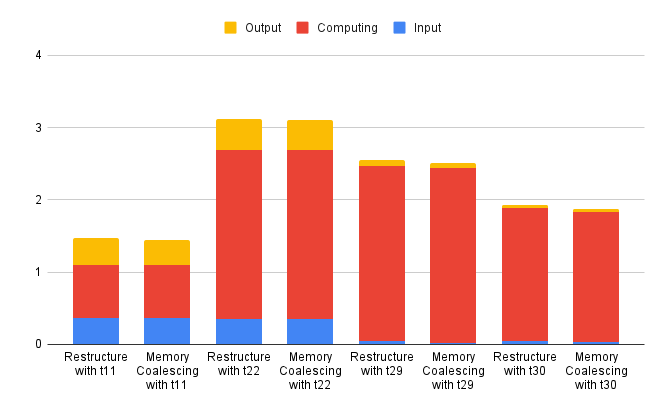 Output Computing Input
4
3
2
1
0
Restructure with t11
Memory Coalescing with t11
Restructure with t22
Memory Coalescing with t22
Restructure with t29
Memory Coalescing with t29
Restructure with t30
Memory Coalescing with t30